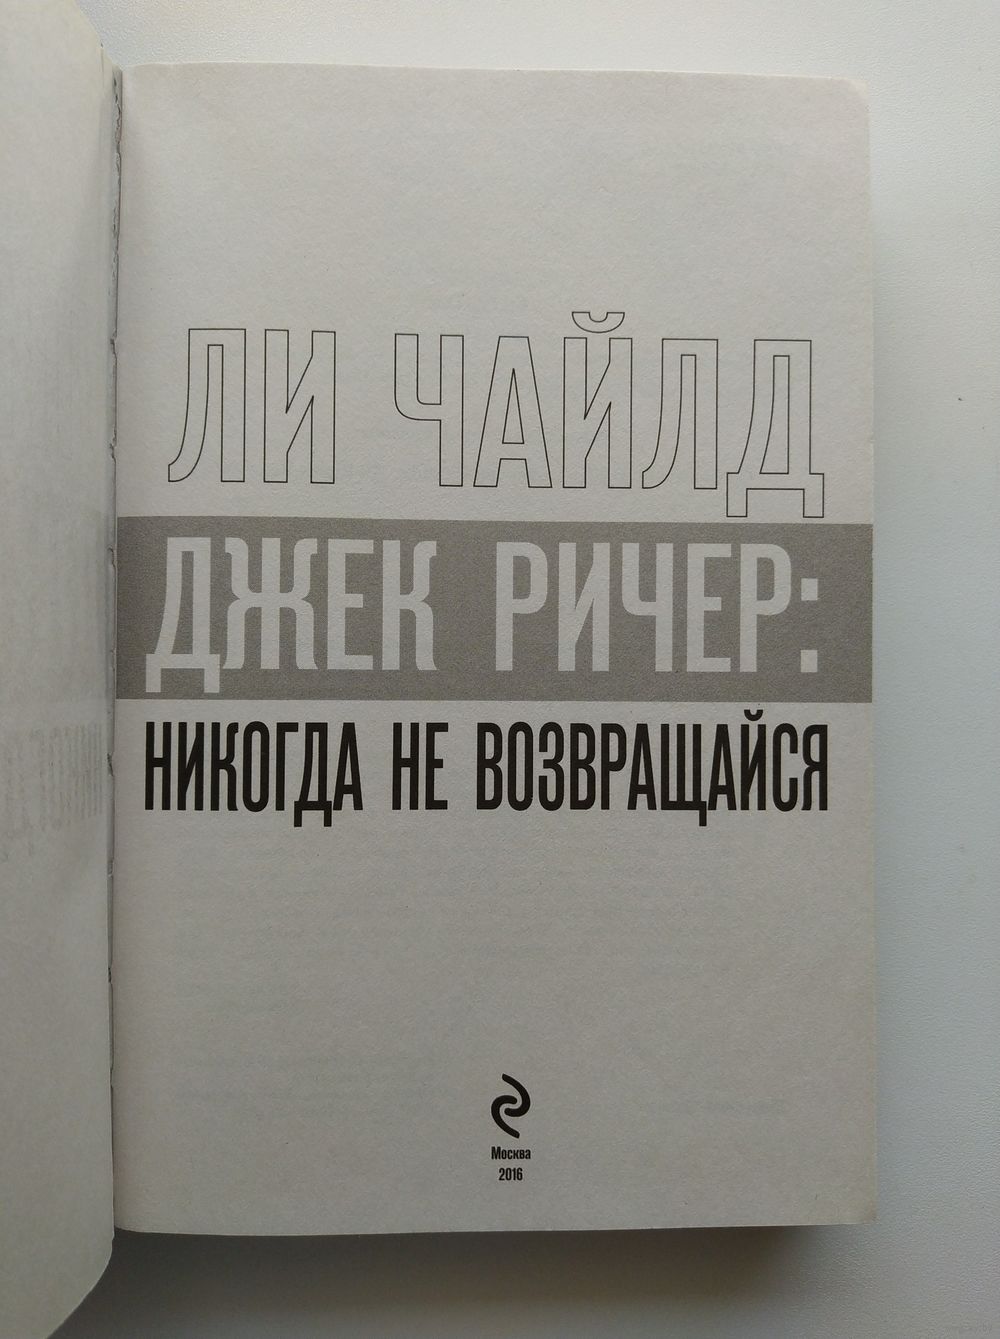 ЛИ ЧАЙЛД
ДЖЕК РИЧЕР:
НИКОГДА НЕ ВОЗВРАЩАЙСЯ
Москва
2016